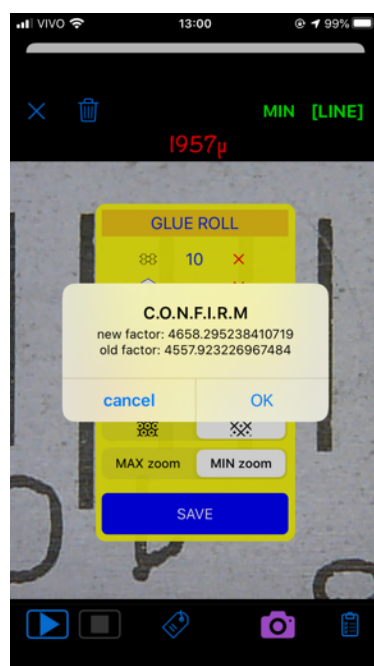 VIVO 13:00 99%
MIN [LINE]
1957µ
GLUE ROLL
10
C.O.N.F.I.R.M
new factor: 4658.295238410719
old factor: 4557.923226967484
cancel OK
MAX zoom MIN zoom
SAVE